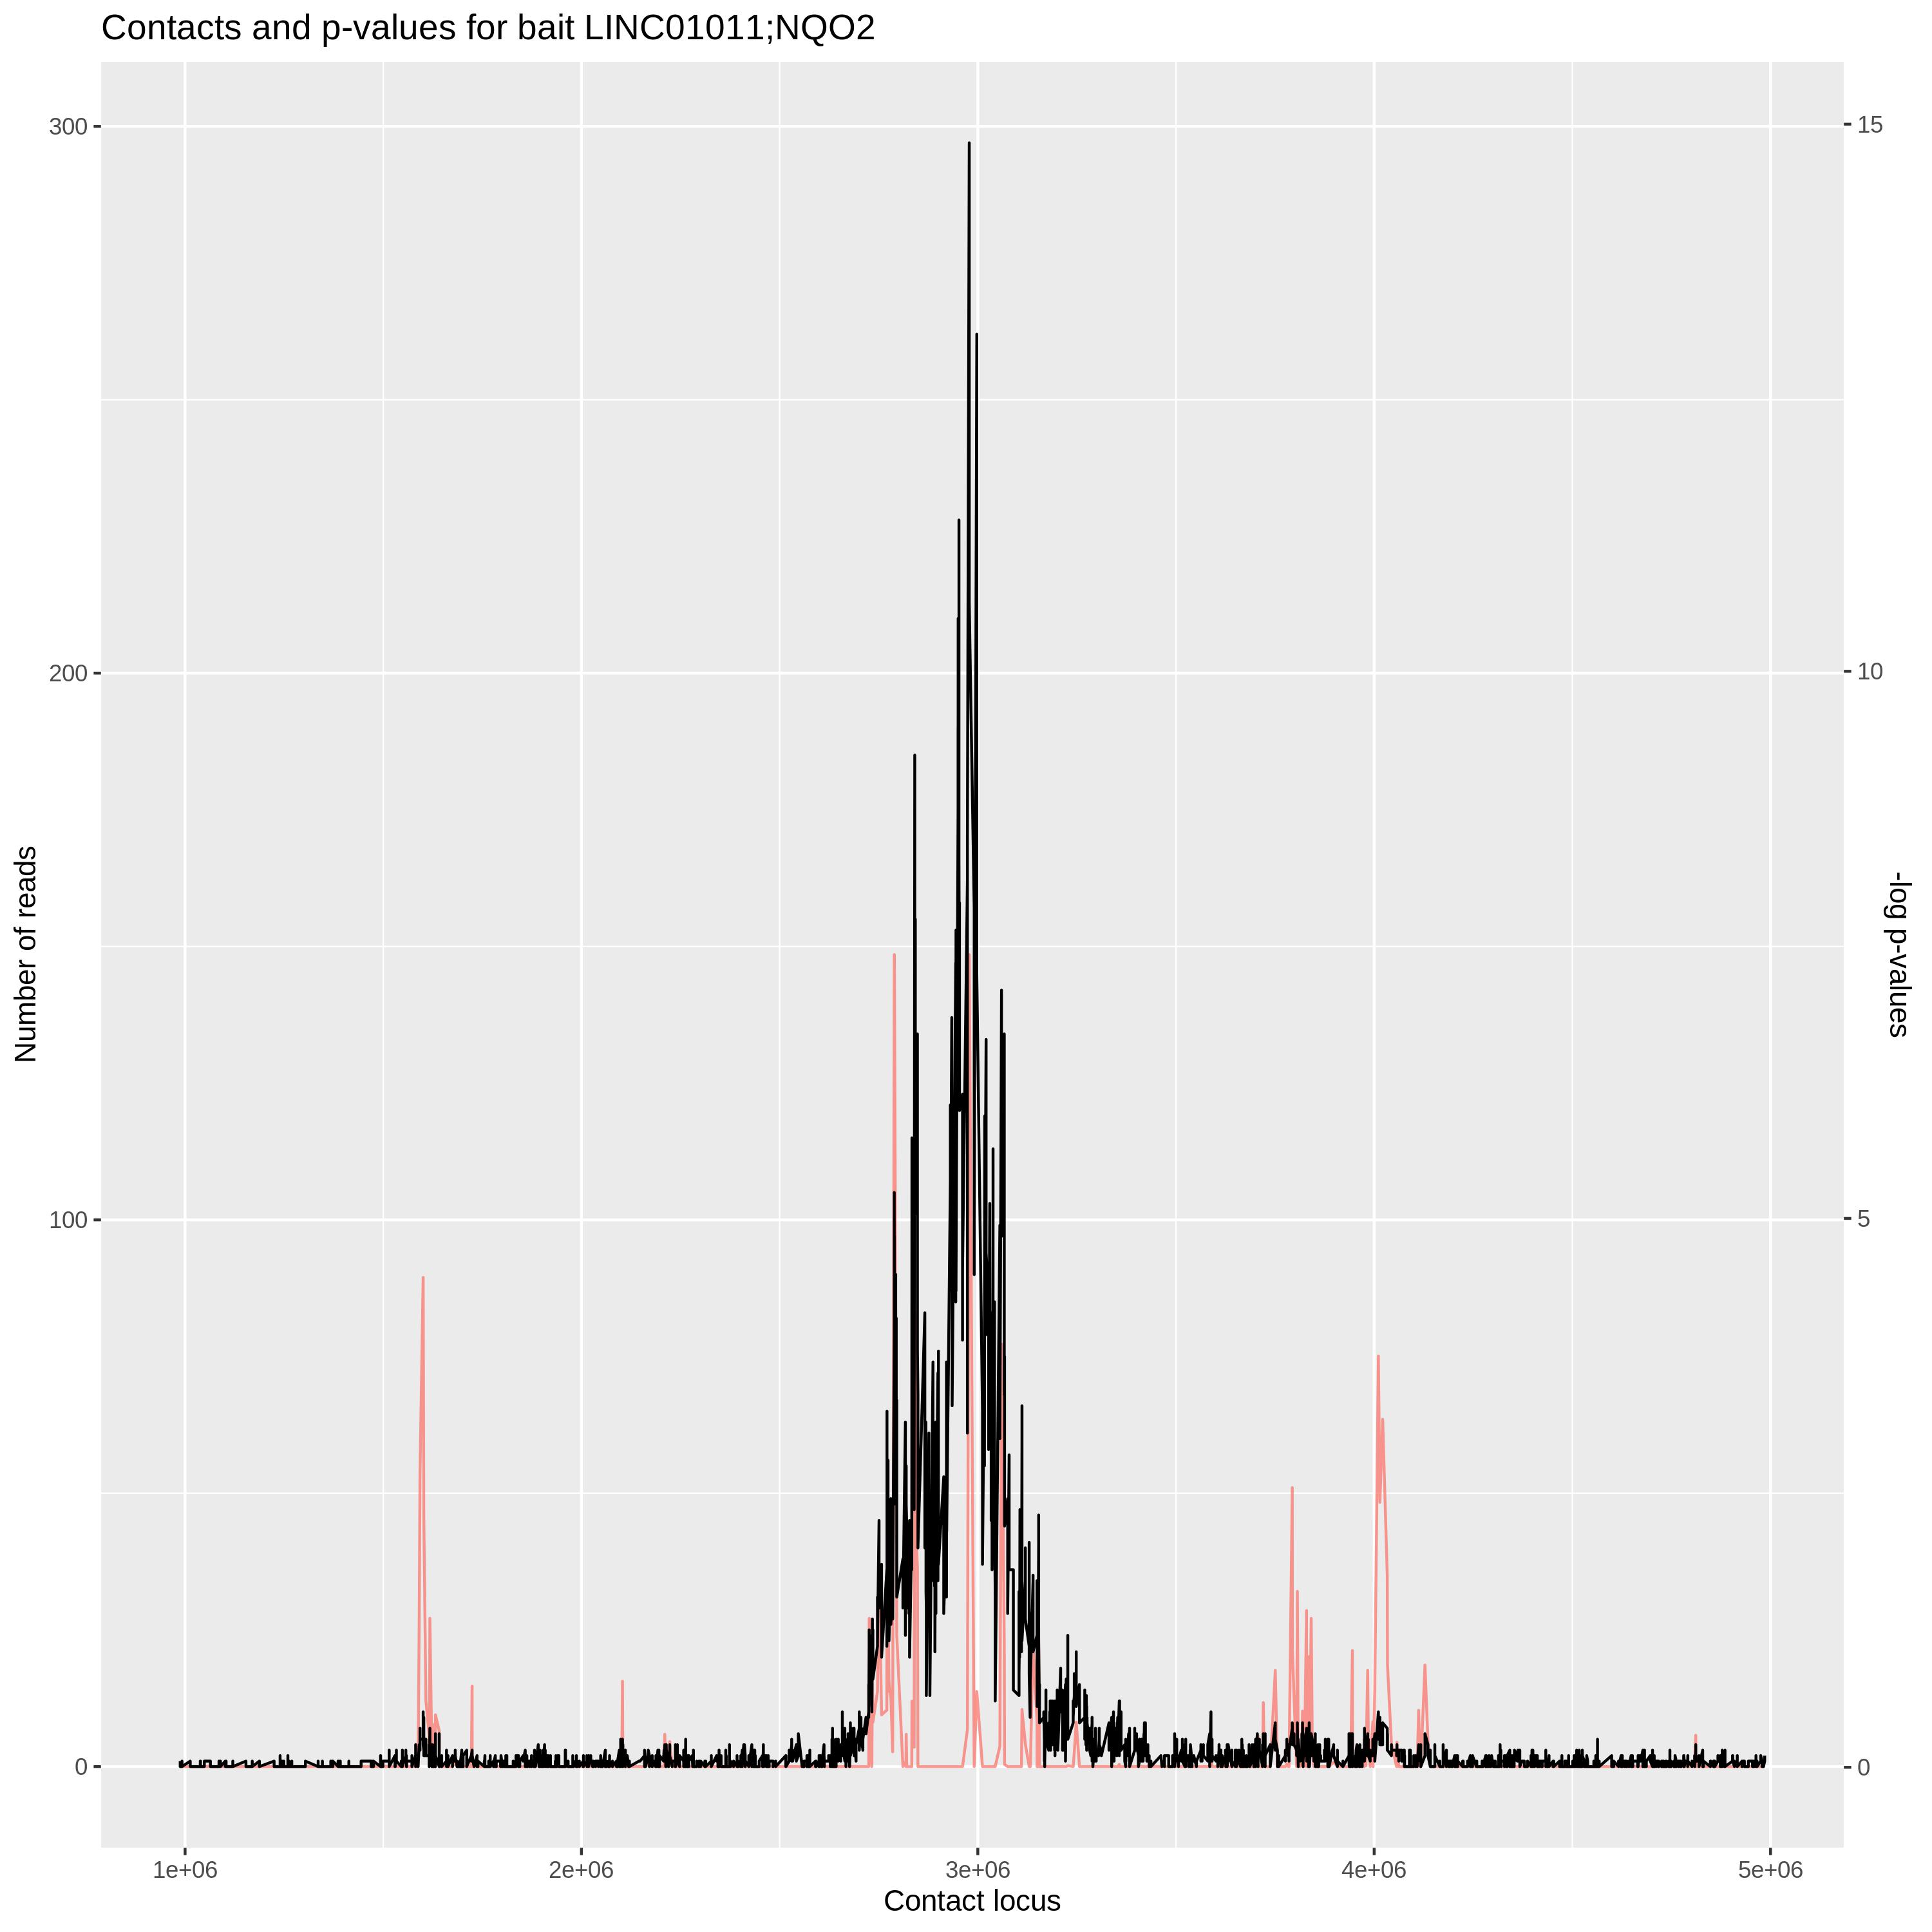 Contacts and p-values for bait LINC01011;NQO2
300
200
100
0
15
10
5
0
Number of reads
-log p-values
1e+06 2e+06 3e+06 4e+06 5e+06
Contact locus